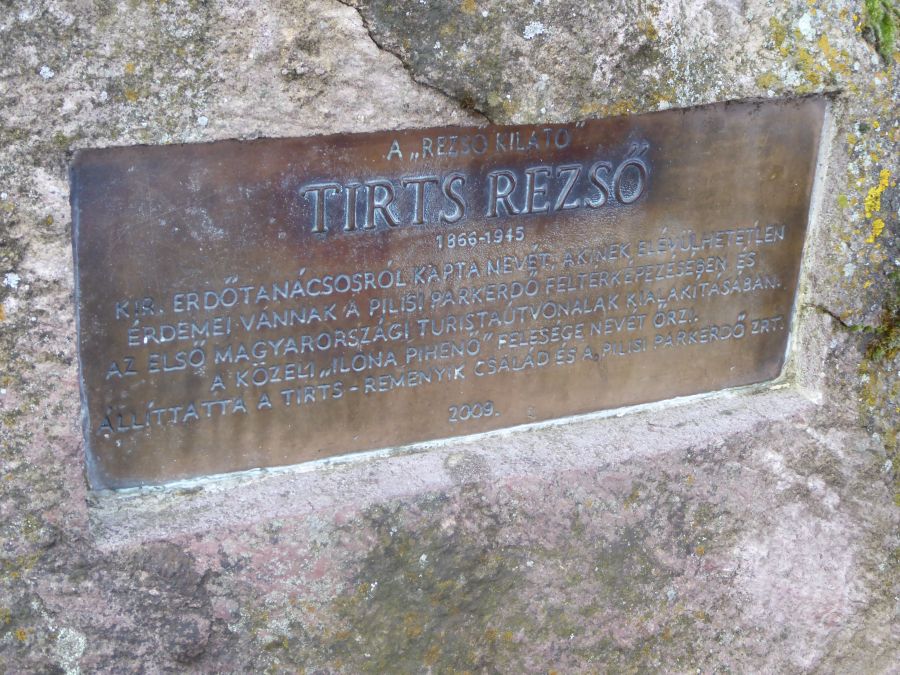 A „REZSŐ KILÁTÓ"
TIRTS REZSŐ
1866-1945
KIR. ERDŐTANÁCSOSRÓL KAPTA NEVÉT, AKINEK ELÉVÜLHETETLEN
ÉRDEMEI VANNAK A PILISI PARKERDŐ FELTÉRKÉPEZÉSÉBEN ÉS
AZ ELSŐ MAGYARORSZÁGI TURISTAÚTVONALAK KIALAKÍTÁSÁBAN.
A KÖZELI „ILONA PIHENŐ" FELESÉGE NEVÉT ŐRZI.
ÁLLÍTTATTA A TIRTS - REMÉNYIK CSALÁD ÉS A PILISI PARKERDŐ ZRT.
2009.